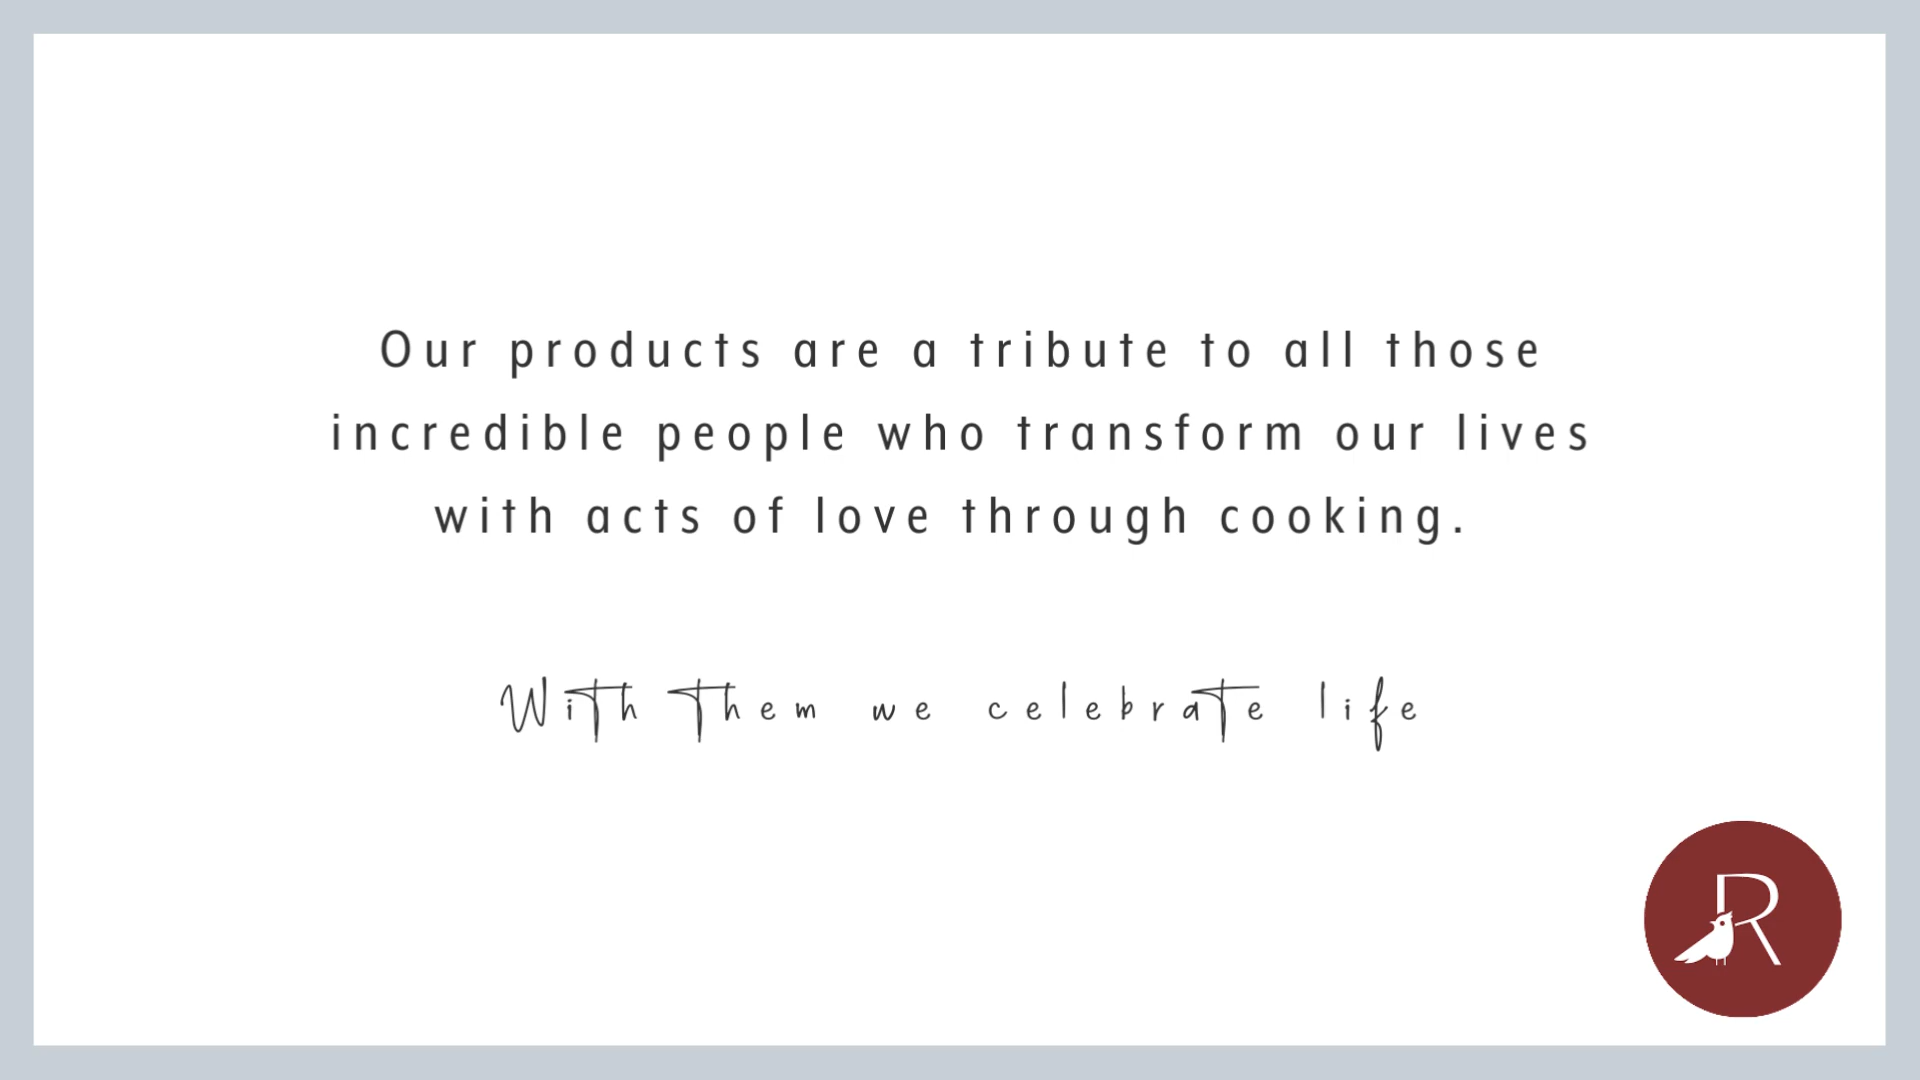 Our products are a tribute to all those
incredible people who transform our lives
with acts of love through cooking.
With Them we celebrate life
R